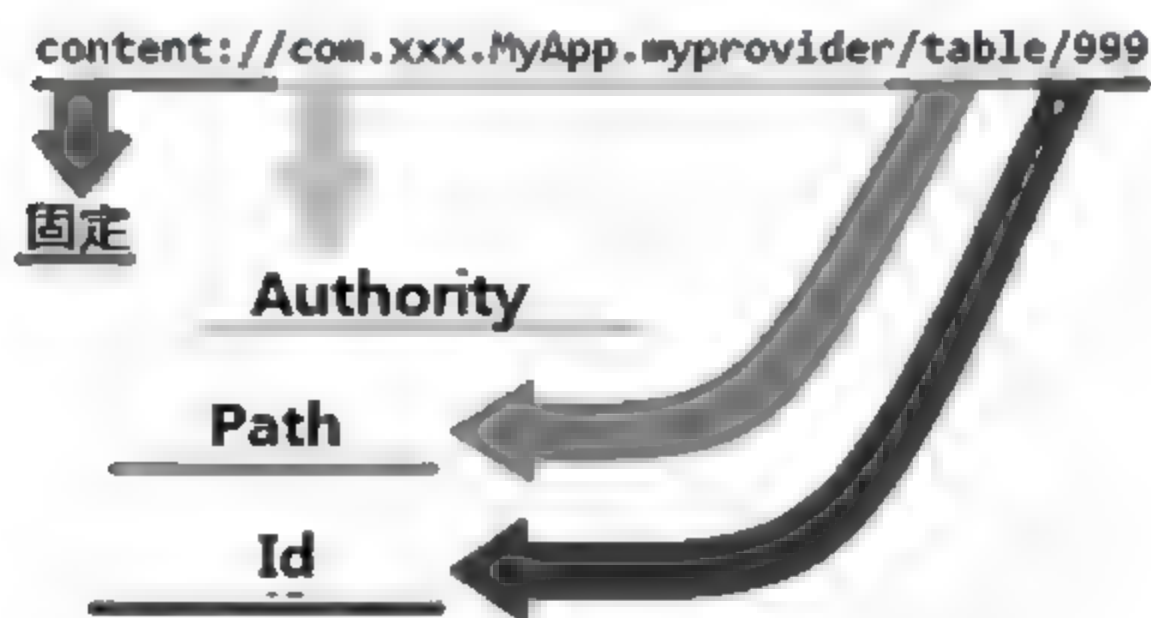 content://com.xxx.MyApp.myprovider/table/999
固定
Authority
Path
Id